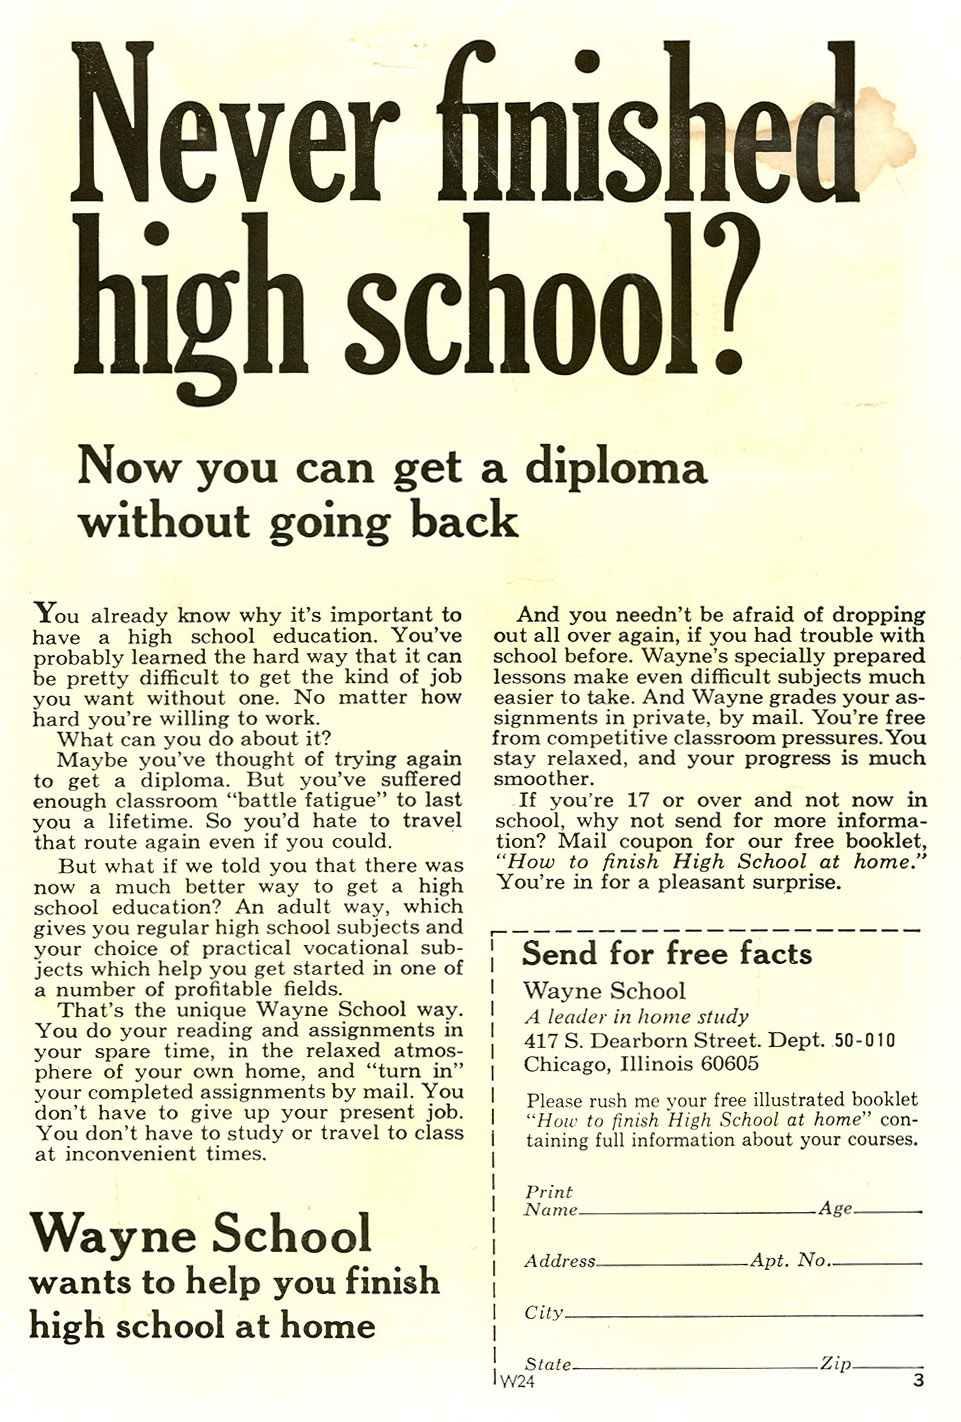 Never finished
high school?
Now you can get a diploma
without going back
You already know why it's important to
have a high school education. You've
probably learned the hard way that it can
be pretty difficult to get the kind of job
you want without one. No matter how
hard you're willing to work.
What can you do about it?
Maybe you've thought of trying again
to get a diploma. But you've suffered
enough classroom “battle fatigue” to last
you a lifetime. So you'd hate to travel
that route again even if you could.
But what if we told you that there was
now a much better way to get a high
school education? An adult way, which
gives you regular high school subjects and
your choice of practical vocational sub-
jects which help you get started in one of
a number of profitable fields.
That's the unique Wayne School way.
You do your reading and assignments in
your spare time, in the relaxed atmos-
phere of your own home, and “turn in”
your completed assignments by mail. You
don't have to give up your present job.
You don't have to study or travel to class
at inconvenient times.
Wayne School
wants to help you finish
high school at home
And you needn't be afraid of dropping
out all over again, if you had trouble with
school before. Wayne's specially prepared
lessons make even difficult subjects much
easier to take. And Wayne grades your as-
signments in private, by mail. You're free
from competitive classroom pressures. You
stay relaxed, and your progress is much
smoother.
If you're 17 or over and not now in
school, why not send for more informa-
tion? Mail coupon for our free booklet,
“How to finish High School at home.”
You're in for a pleasant surprise.
Send for free facts
Wayne School
A leader in home study
417 S. Dearborn Street. Dept. 50-010
Chicago, Illinois 60605
Please rush me your free illustrated booklet
“How to finish High School at home” con-
taining full information about your courses.
Print
Name Age
Address Apt. No.
City
State Zip
W24 3